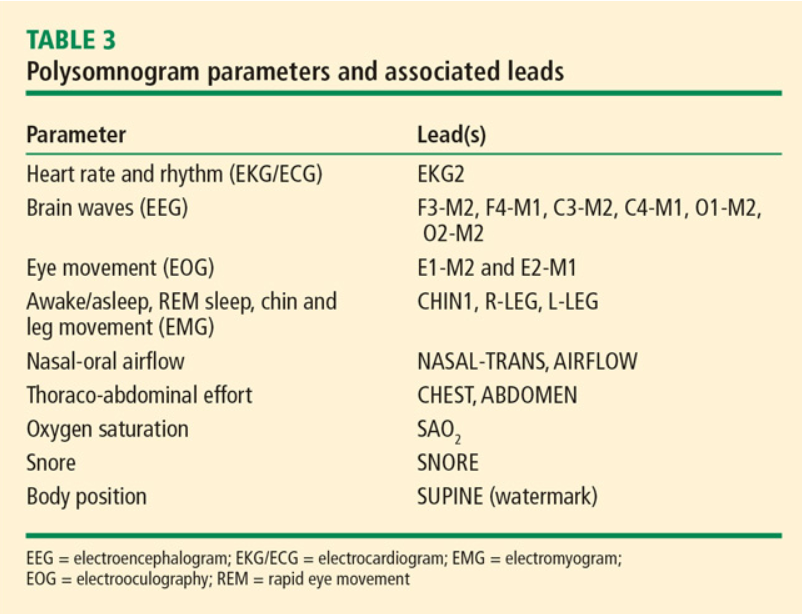 TABLE 3
Polysomnogram parameters and associated leads
Parameter Lead(s)
Heart rate and rhythm (EKG/ECG) EKG2
Brain waves (EEG) F3-M2, F4-M1, C3-M2, C4-M1, O1-M2,
O2-M2
Eye movement (EOG) E1-M2 and E2-M1
Awake/asleep, REM sleep, chin and CHIN1, R-LEG, L-LEG
leg movement (EMG)
Nasal-oral airflow NASAL-TRANS, AIRFLOW
Thoraco-abdominal effort CHEST, ABDOMEN
Oxygen saturation SAO₂
Snore SNORE
Body position SUPINE (watermark)
EEG = electroencephalogram; EKG/ECG = electrocardiogram; EMG = electromyogram;
EOG = electrooculography; REM = rapid eye movement